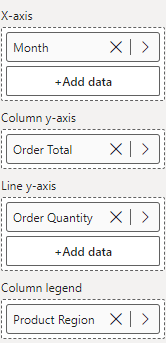 X-axis
Month
+Add data
Column y-axis
Order Total
Line y-axis
Order Quantity
+Add data
Column legend
Product Region